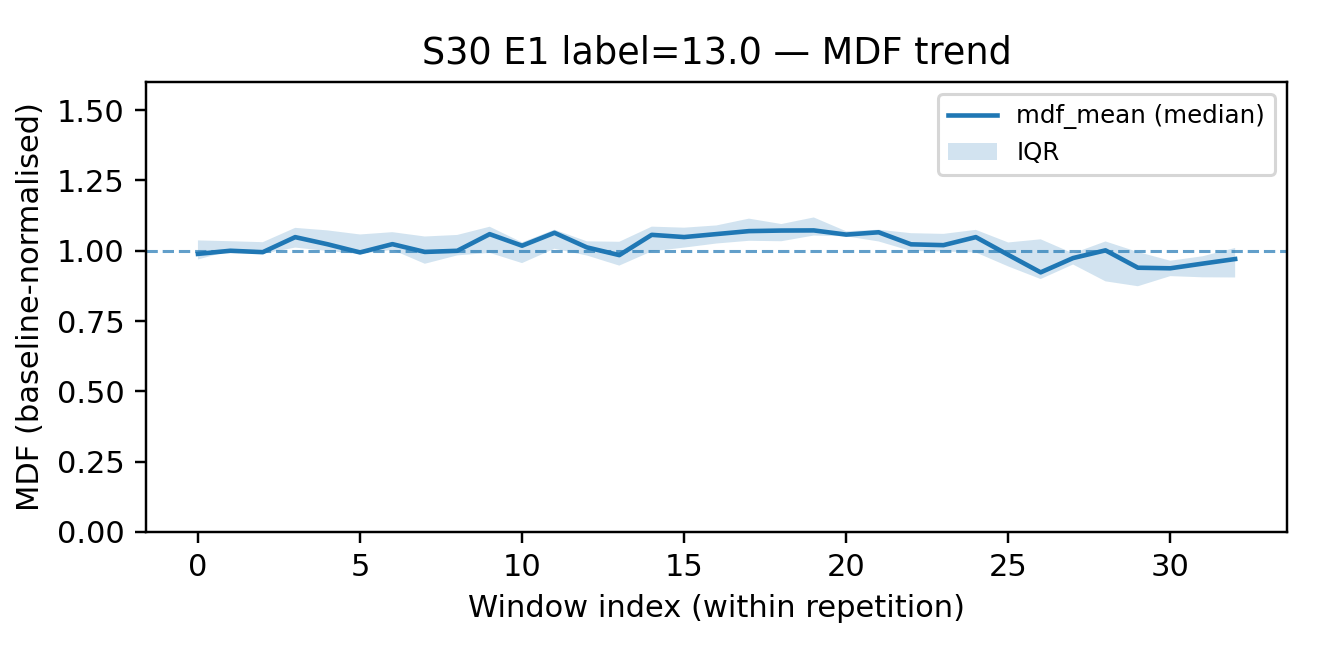 S30 E1 label=13.0 — MDF trend
MDF (baseline-normalised)
1.50
1.25
1.00
0.75
0.50
0.25
0.00
mdf_mean (median)
IQR
0 5 10 15 20 25 30
Window index (within repetition)